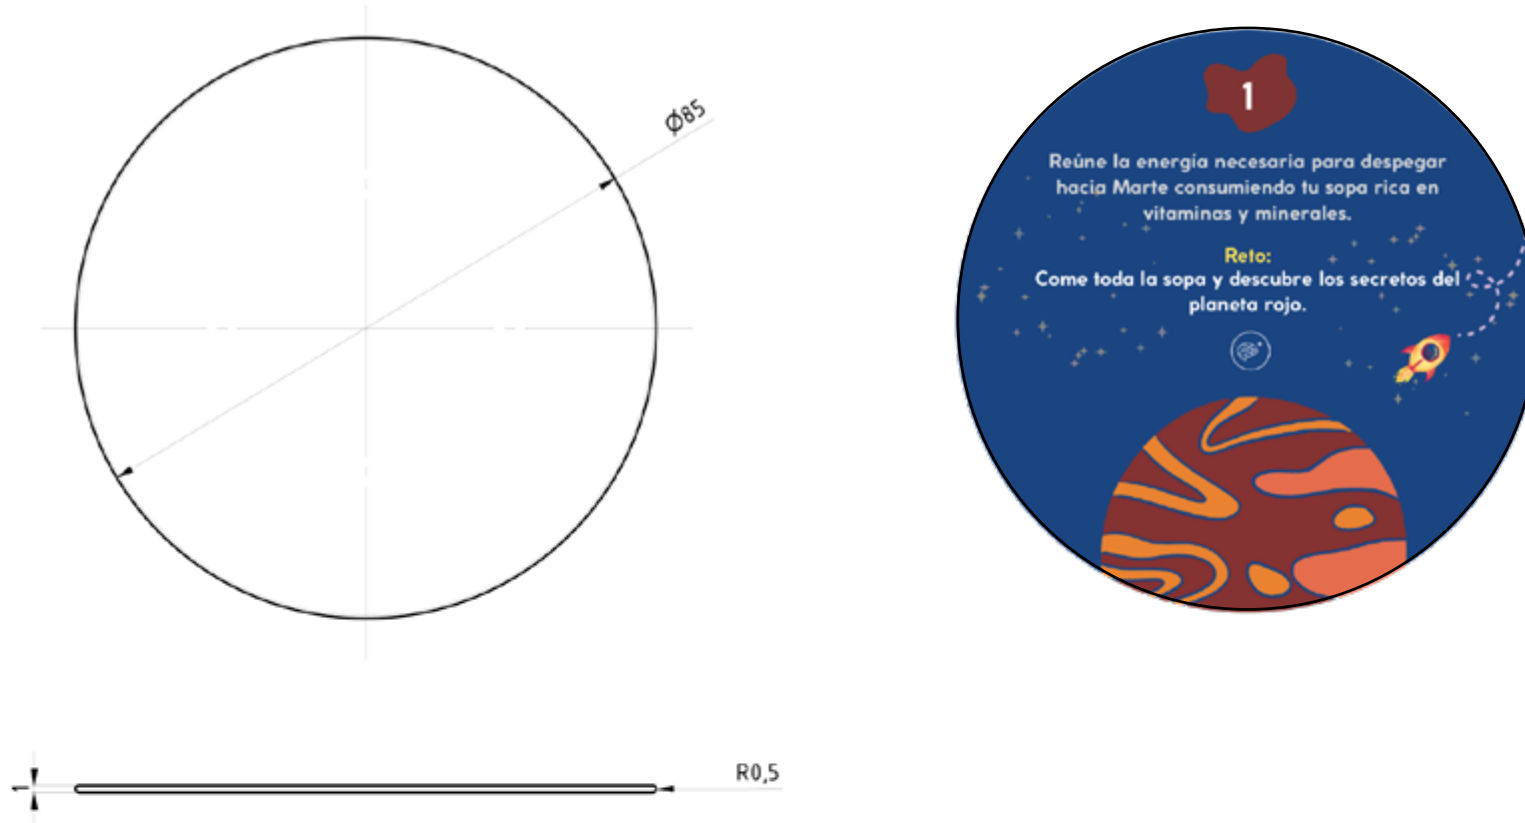 Ø85
1
Reúne la energía necesaria para despegar
hacia Marte consumiendo tu sopa rica en
vitaminas y minerales.
Reto:
Come toda la sopa y descubre los secretos del
planeta rojo.
R0,5
1